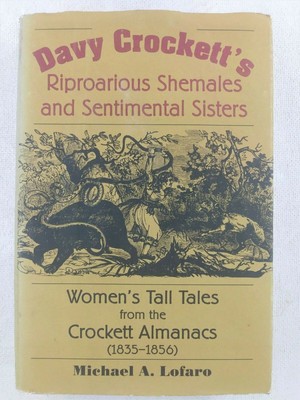 Davy Crockett's
Riproarious Shemales
and Sentimental Sisters
Women's Tall Tales
from the
Crockett Almanacs
(1835–1856)
Michael A. Lofaro